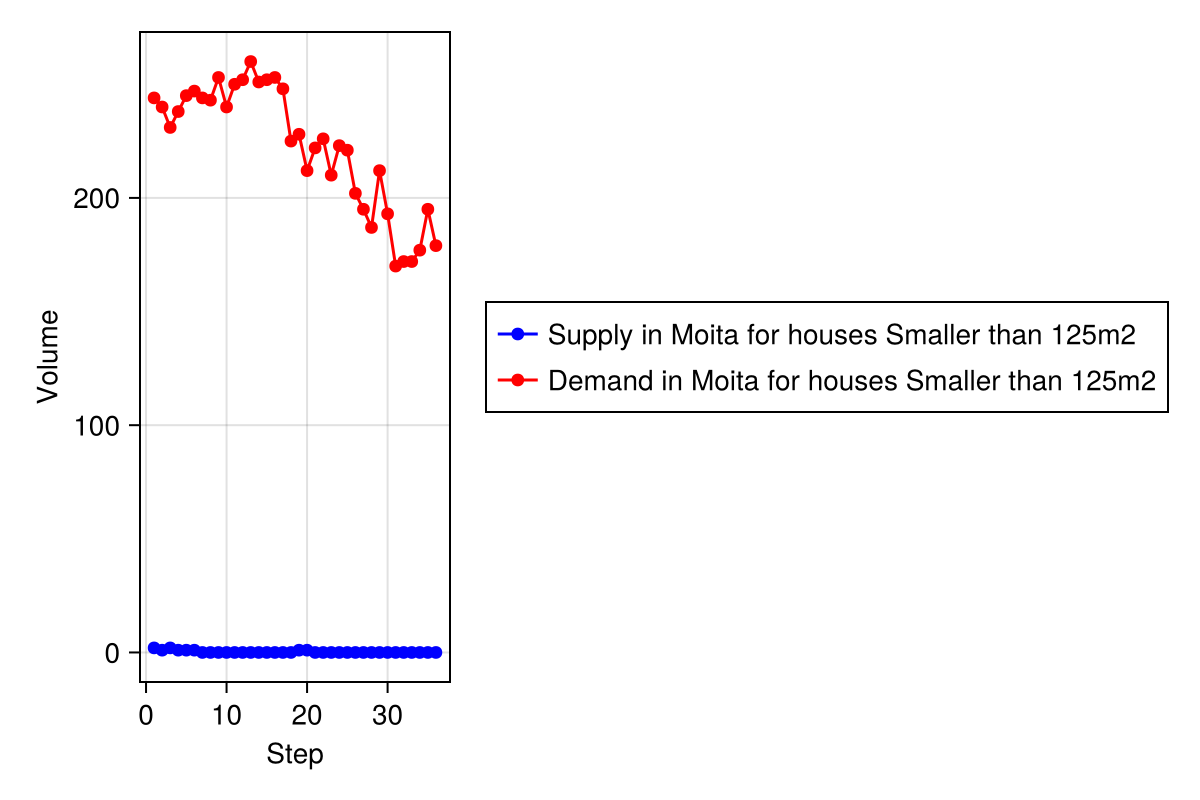 Volume
200
100
0
0 10 20 30
Step
Supply in Moita for houses Smaller than 125m2
Demand in Moita for houses Smaller than 125m2